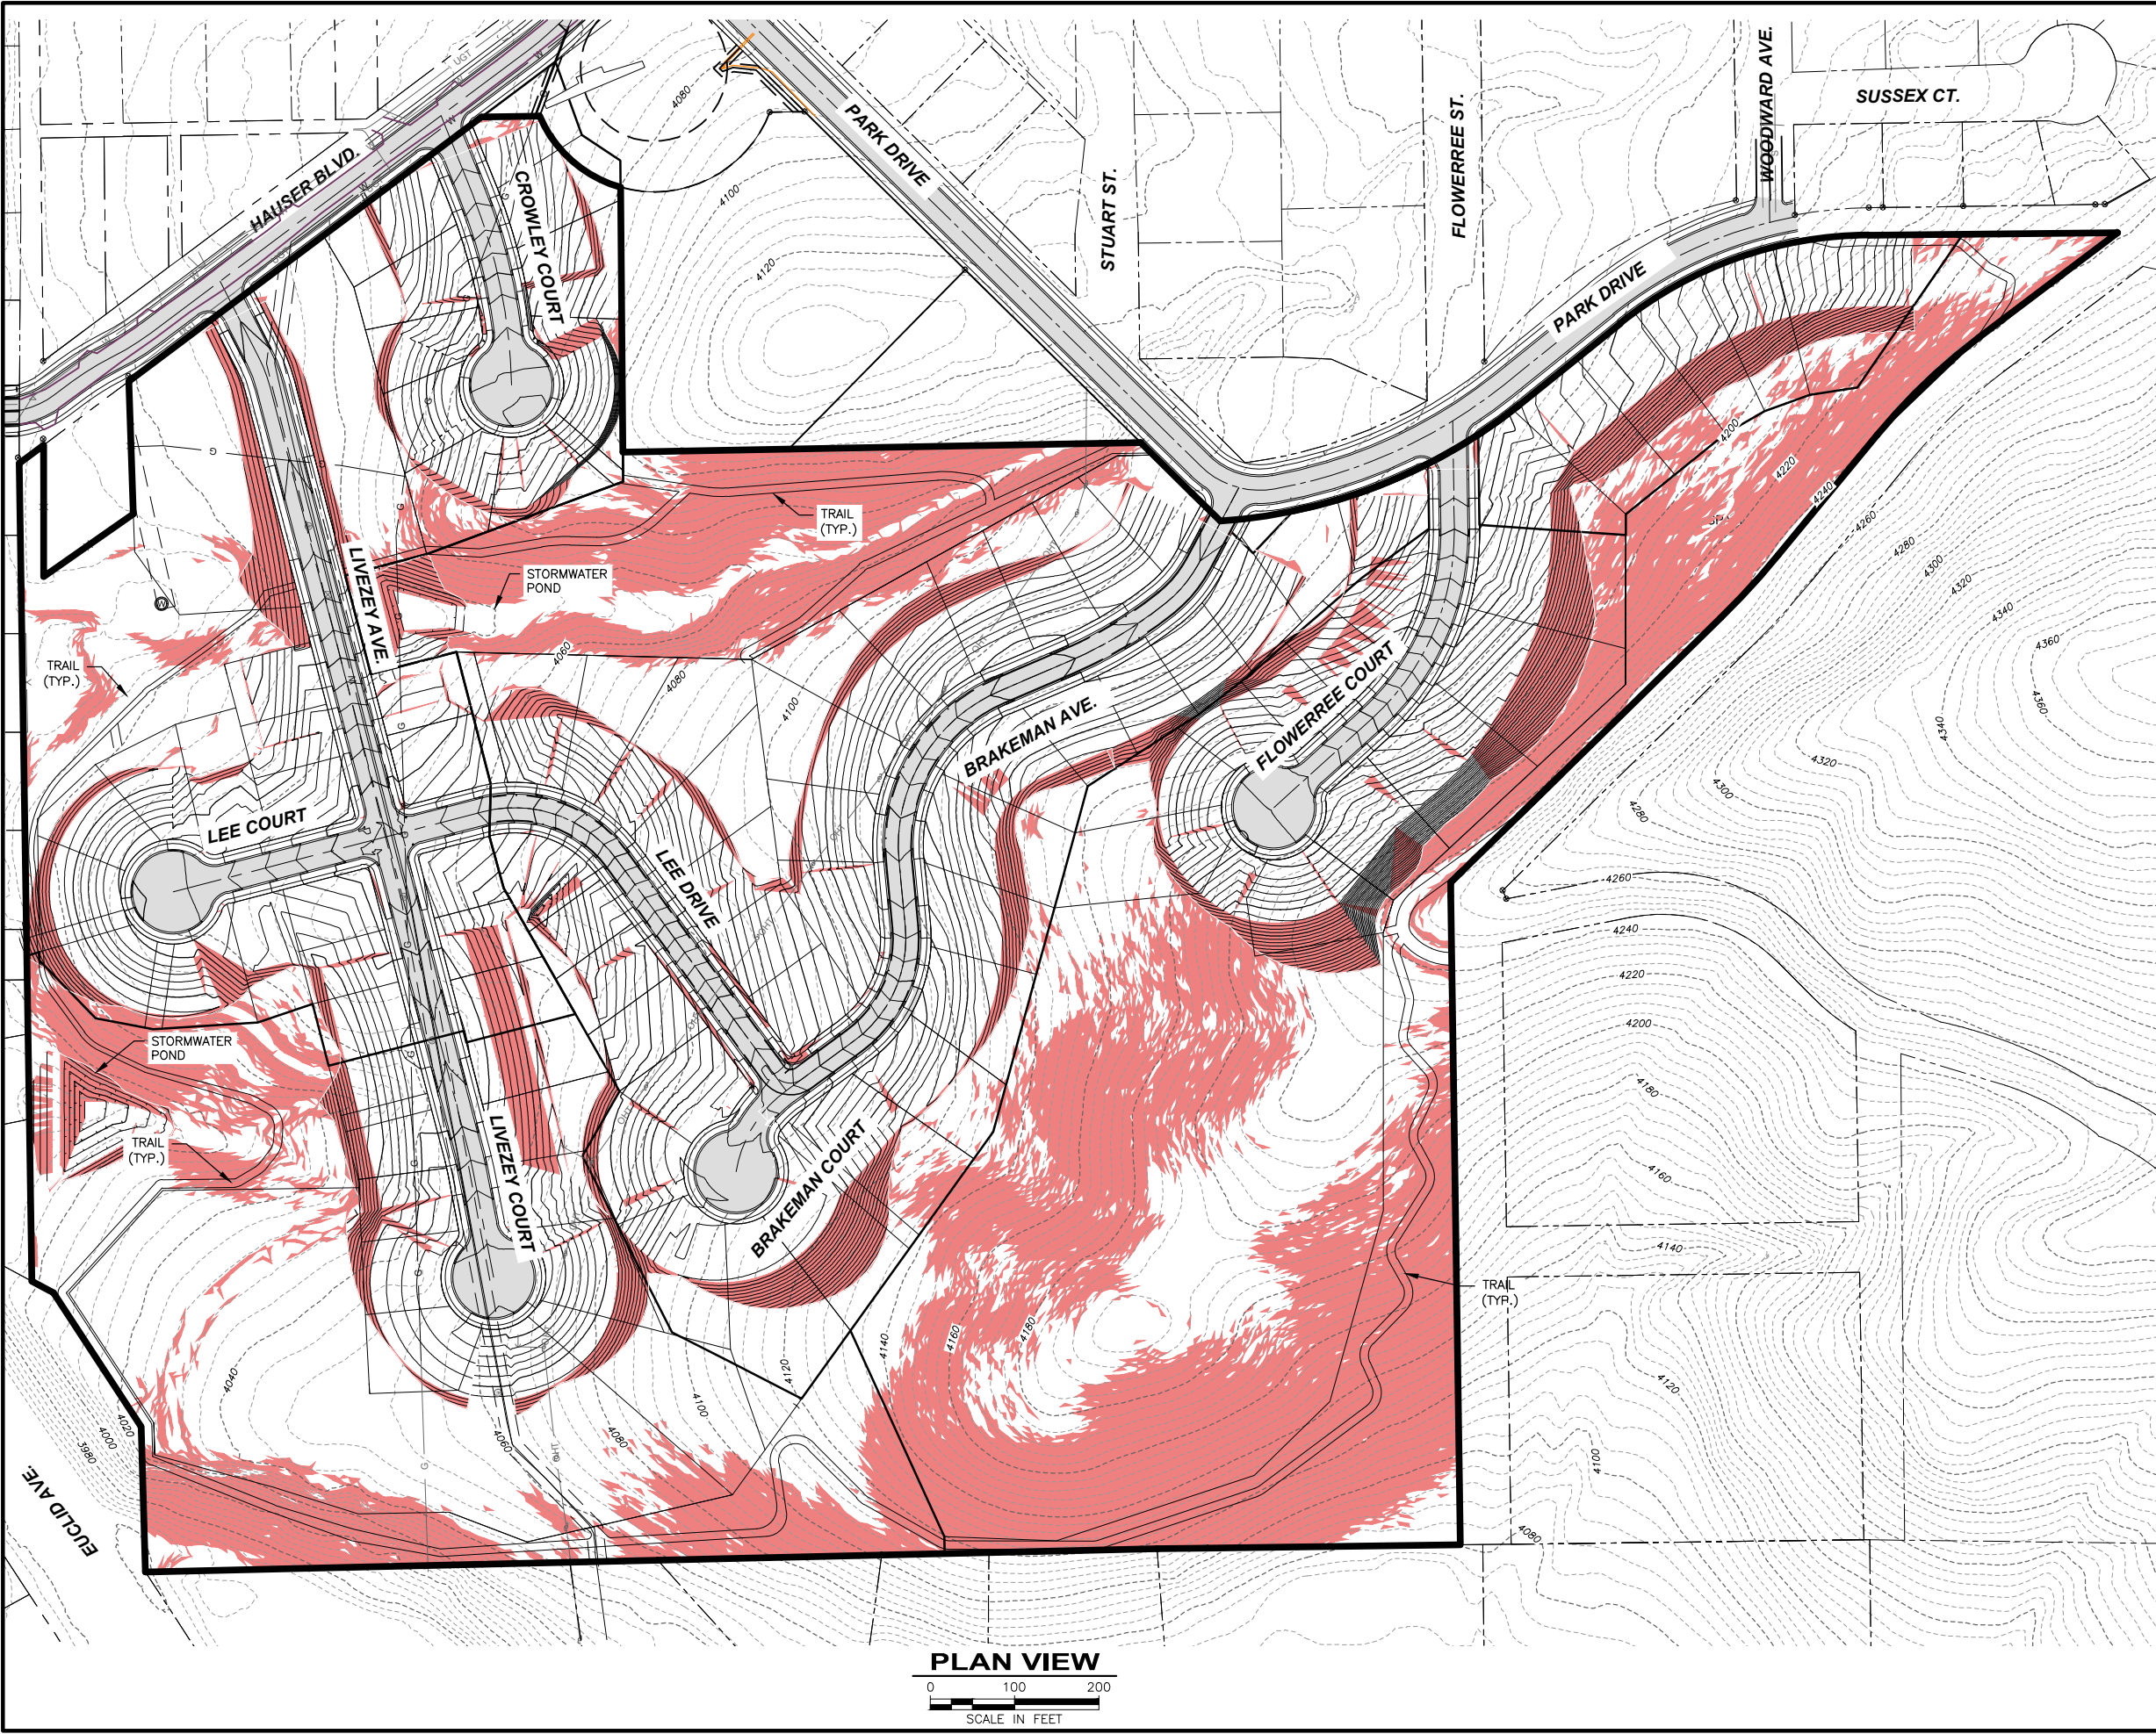 UGT
W
4080
HAUSER BLVD.
CROWLEY COURT
4100
4120
PARK DRIVE
STUART ST.
FLOWERREE ST.
WOODWARD AVE.
SUSSEX CT.
PARK DRIVE
G
LIVEZEY AVE.
TRAIL
(TYP.)
STORMWATER
POND
4200
4220
4240
4260
4280
4300
4320
4340
4360
4360
4340
4320
4300
4280
TRAIL
(TYP.)
W
4060
4080
4100
OHT
BRAKEMAN AVE.
FLOWERREE COURT
LEE COURT
LEE DRIVE
4260
4240
4220
4200
4180
4160
4140
4120
4100
4080
STORMWATER
POND
TRAIL
(TYP.)
LIVEZEY COURT
BRAKEMAN COURT
TRAIL
(TYP.)
4180
4160
4140
4120
4100
4080
4060
4040
4020
4000
3980
EUCLID AVE.
PLAN VIEW
0 100 200
SCALE IN FEET